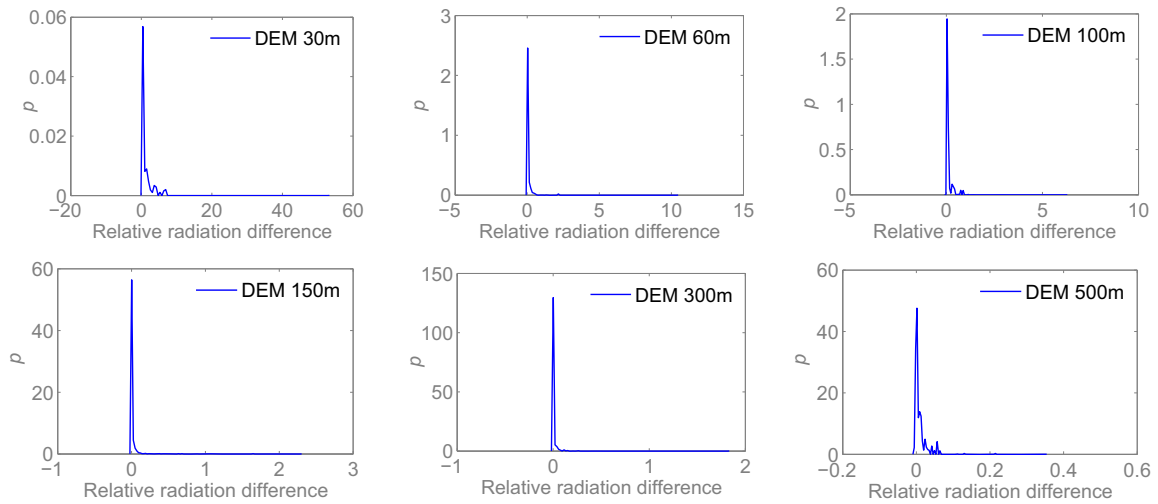 0.06
0.04
0.02
0
p
DEM 30m
−20 0 20 40 60
Relative radiation difference
3
2
1
0
p
DEM 60m
−5 0 5 10 15
Relative radiation difference
2
1.5
1
0.5
0
p
DEM 100m
−5 0 5 10
Relative radiation difference
60
40
20
0
p
DEM 150m
−1 0 1 2 3
Relative radiation difference
150
100
50
0
p
DEM 300m
−1 0 1 2
Relative radiation difference
60
40
20
0
p
DEM 500m
−0.2 0 0.2 0.4 0.6
Relative radiation difference